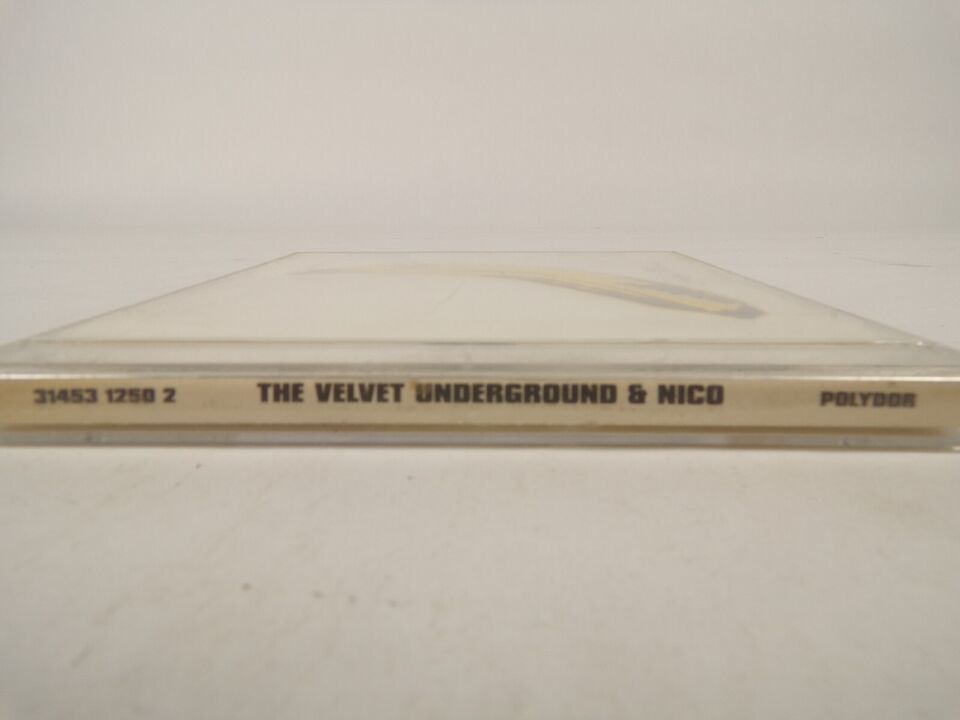 31453 1250 2 THE VELVET UNDERGROUND & NICO POLYDOR